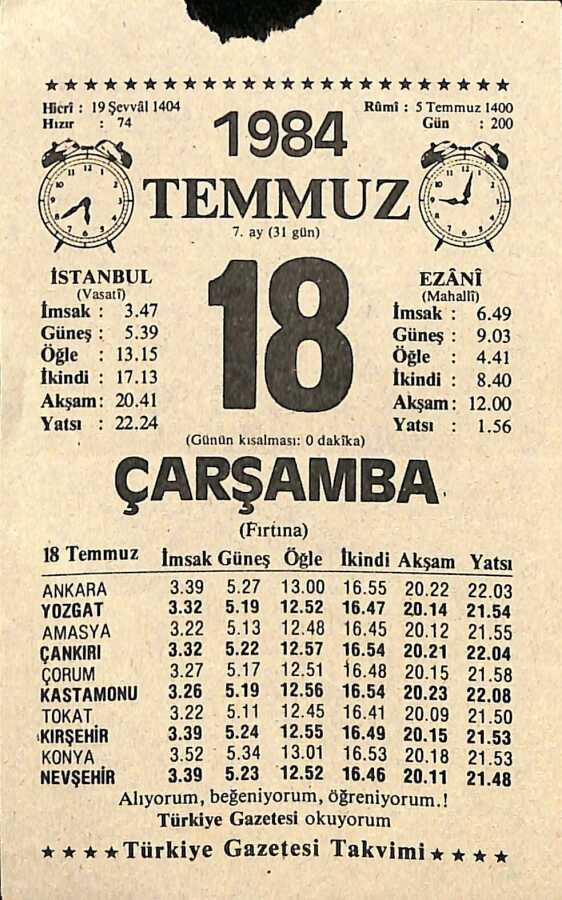 ★★★★★★★★★★★★★★★★★★★★★★★★
Hicrî : 19 Şevvâl 1404
Hızır : 74
1984
Rûmî : 5 Temmuz 1400
Gün : 200
TEMMUZ
7. ay (31 gün)
İSTANBUL
(Vasatî)
İmsak : 3.47
Güneş : 5.39
Öğle : 13.15
İkindi : 17.13
Akşam: 20.41
Yatsı : 22.24
18
EZÂNÎ
(Mahallî)
İmsak : 6.49
Güneş : 9.03
Öğle : 4.41
İkindi : 8.40
Akşam: 12.00
Yatsı : 1.56
(Günün kısalması: 0 dakika)
ÇARŞAMBA
(Fırtına)
18 Temmuz İmsak Güneş Öğle İkindi Akşam Yatsı
ANKARA 3.39 5.27 13.00 16.55 20.22 22.03
YOZGAT 3.32 5.19 12.52 16.47 20.14 21.54
AMASYA 3.22 5.13 12.48 16.45 20.12 21.55
ÇANKIRI 3.32 5.22 12.57 16.54 20.21 22.04
ÇORUM 3.27 5.17 12.51 16.48 20.15 21.58
KASTAMONU 3.26 5.19 12.56 16.54 20.23 22.08
TOKAT 3.22 5.11 12.45 16.41 20.09 21.50
KIRŞEHİR 3.39 5.24 12.55 16.49 20.15 21.53
KONYA 3.52 5.34 13.01 16.53 20.18 21.53
NEVŞEHİR 3.39 5.23 12.52 16.46 20.11 21.48
Alıyorum, beğeniyorum, öğreniyorum.!
Türkiye Gazetesi okuyorum
★★★★Türkiye Gazetesi Takvimi★★★★